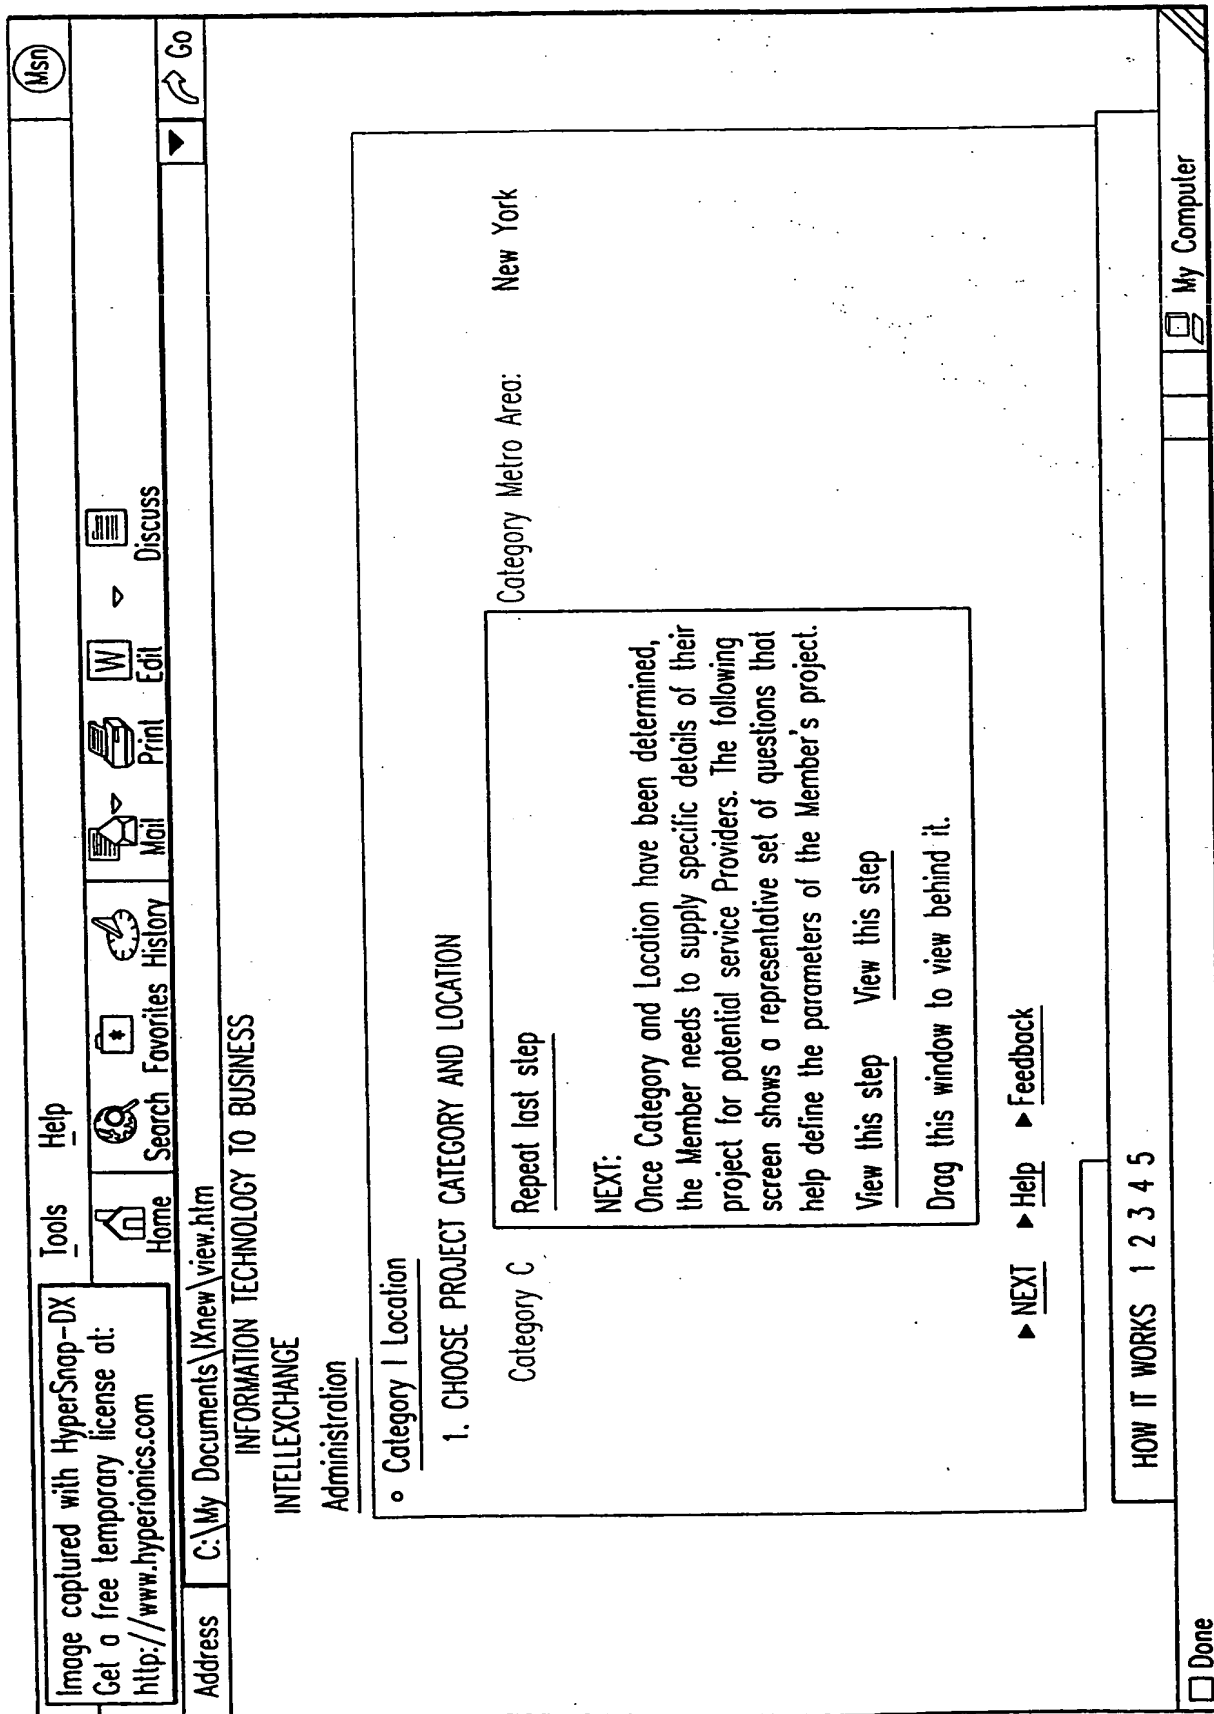 Image captured with HyperSnap-DX
Get a free temporary license at:
http://www.hyperionics.com
Tools Help
Msn
Home Search Favorites History Mail Print Edit Discuss
W
Address C:\My Documents\IXnew\view.htm Go
INFORMATION TECHNOLOGY TO BUSINESS
INTELLEXCHANGE
Administration
Category I Location
1. CHOOSE PROJECT CATEGORY AND LOCATION
Category C Category Metro Area: New York
Repeat last step
NEXT:
Once Category and Location have been determined,
the Member needs to supply specific details of their
project for potential service Providers. The following
screen shows a representative set of questions that
help define the parameters of the Member's project.
View this step View this step
Drag this window to view behind it.
NEXT Help Feedback
HOW IT WORKS 1 2 3 4 5
Done My Computer